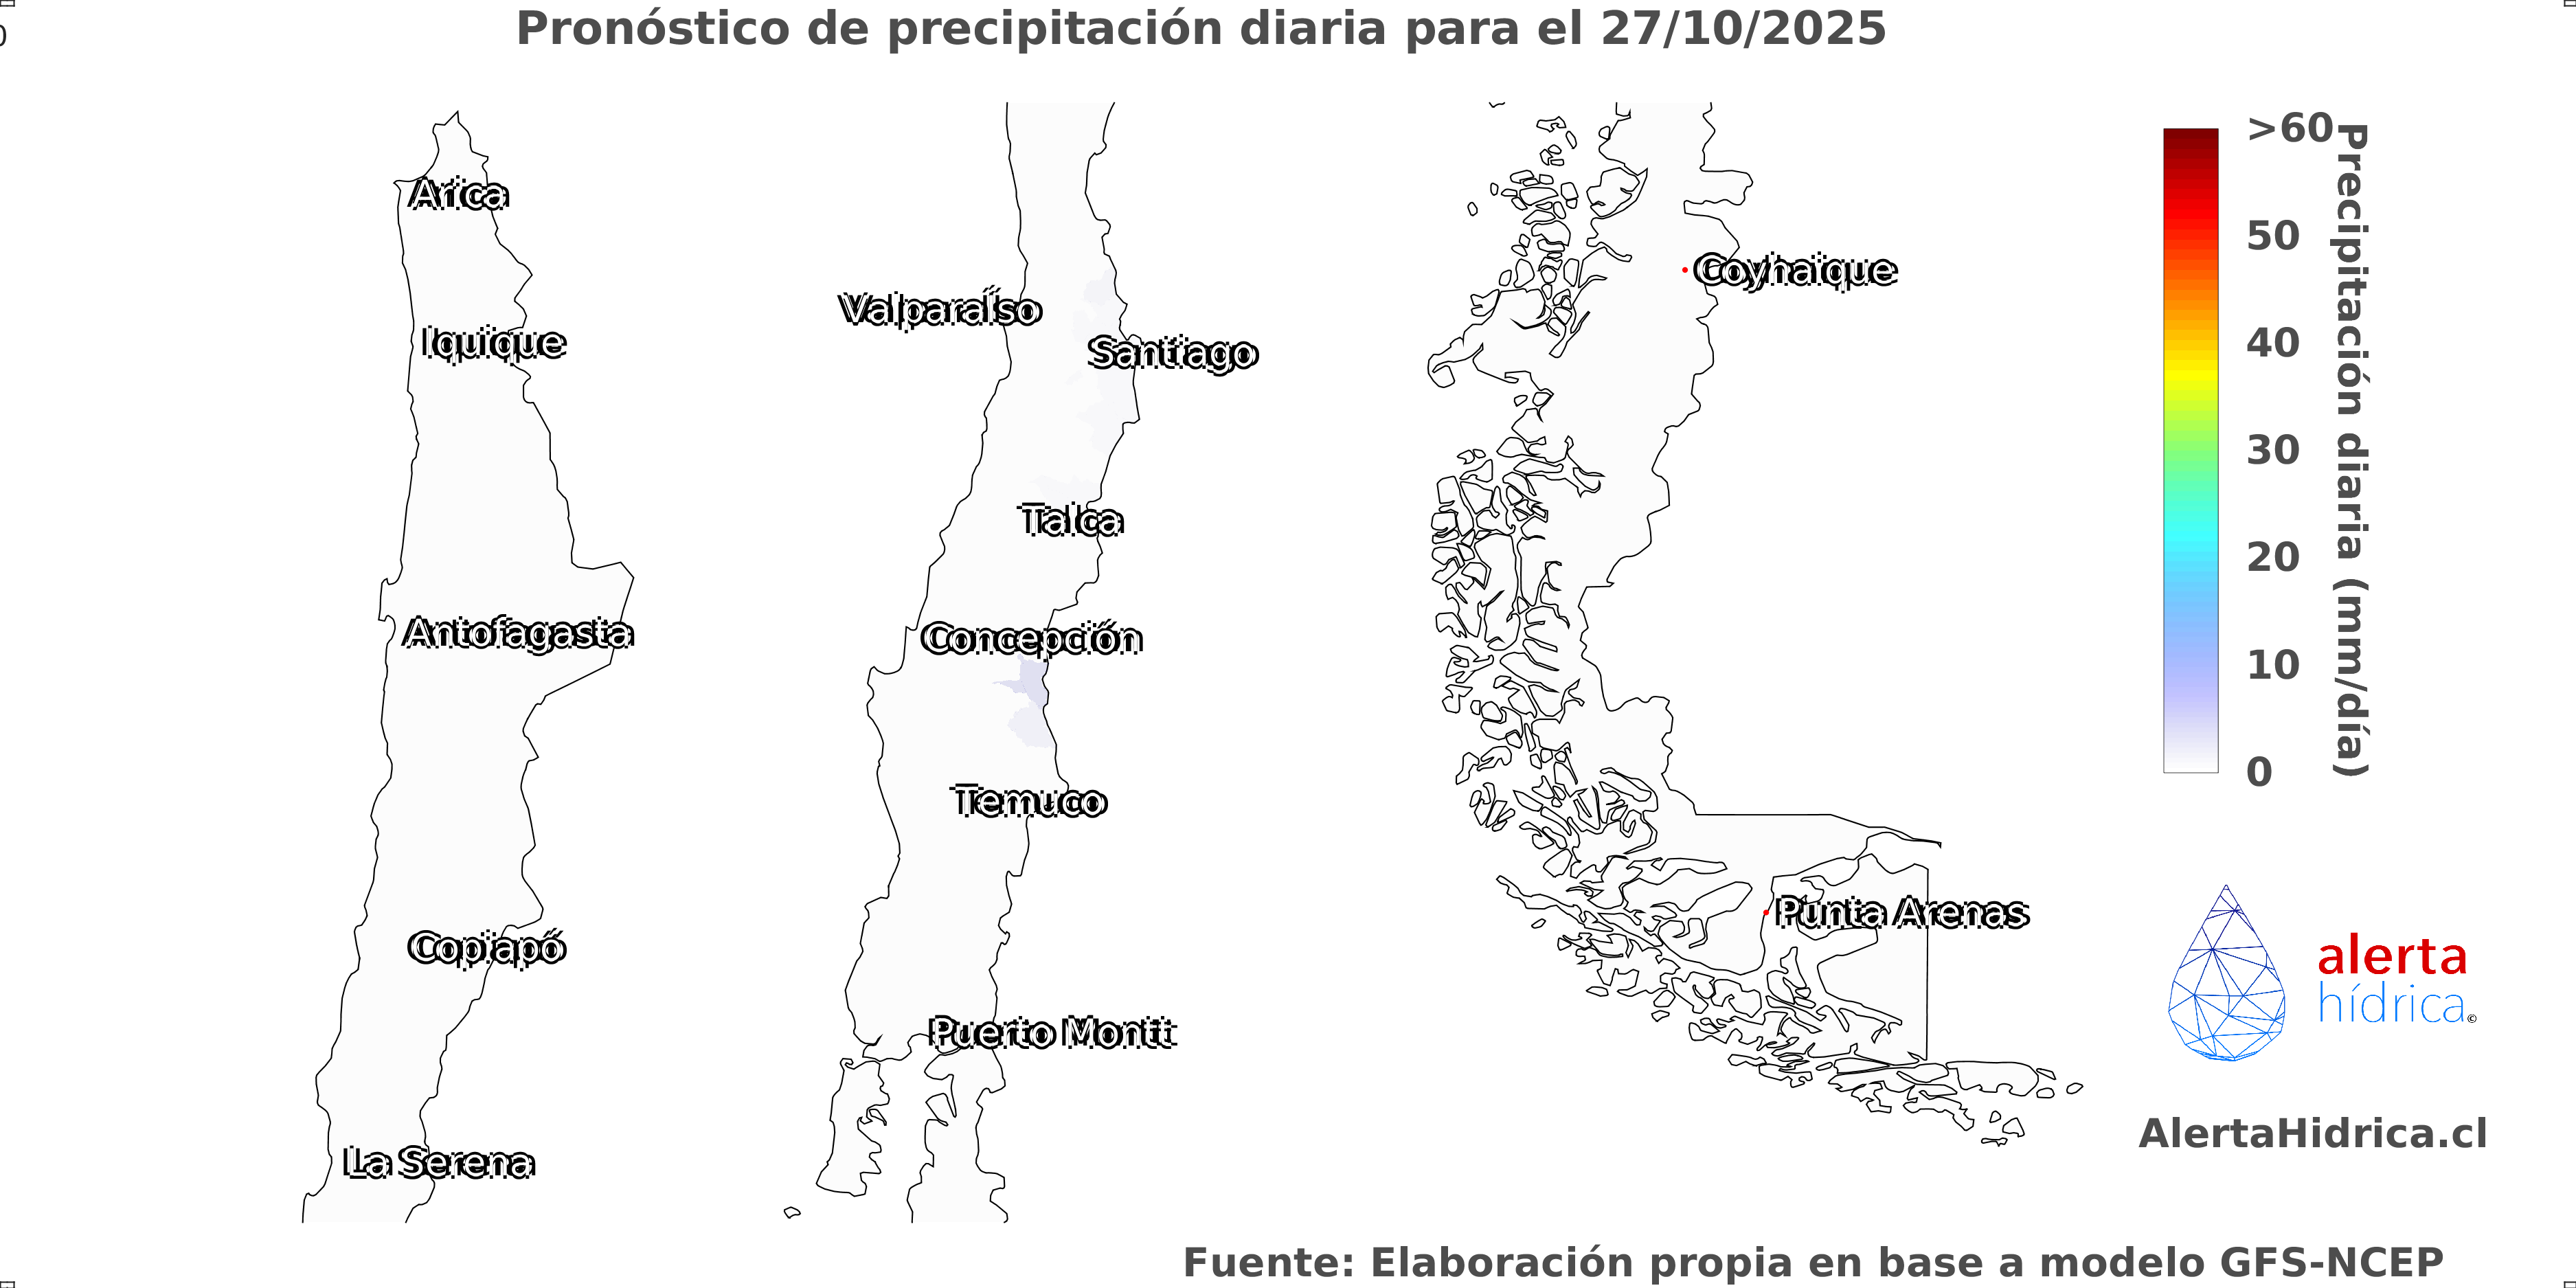 Pronóstico de precipitación diaria para el 27/10/2025
0
Arica
Iquique
Antofagasta
Copiapó
La Serena
Valparaíso
Santiago
Talca
Concepción
Temuco
Puerto Montt
Coyhaique
Punta Arenas
>60
50
40
30
20
10
0
Precipitación diaria (mm/día)
alerta
hídrica©
AlertaHidrica.cl
Fuente: Elaboración propia en base a modelo GFS-NCEP